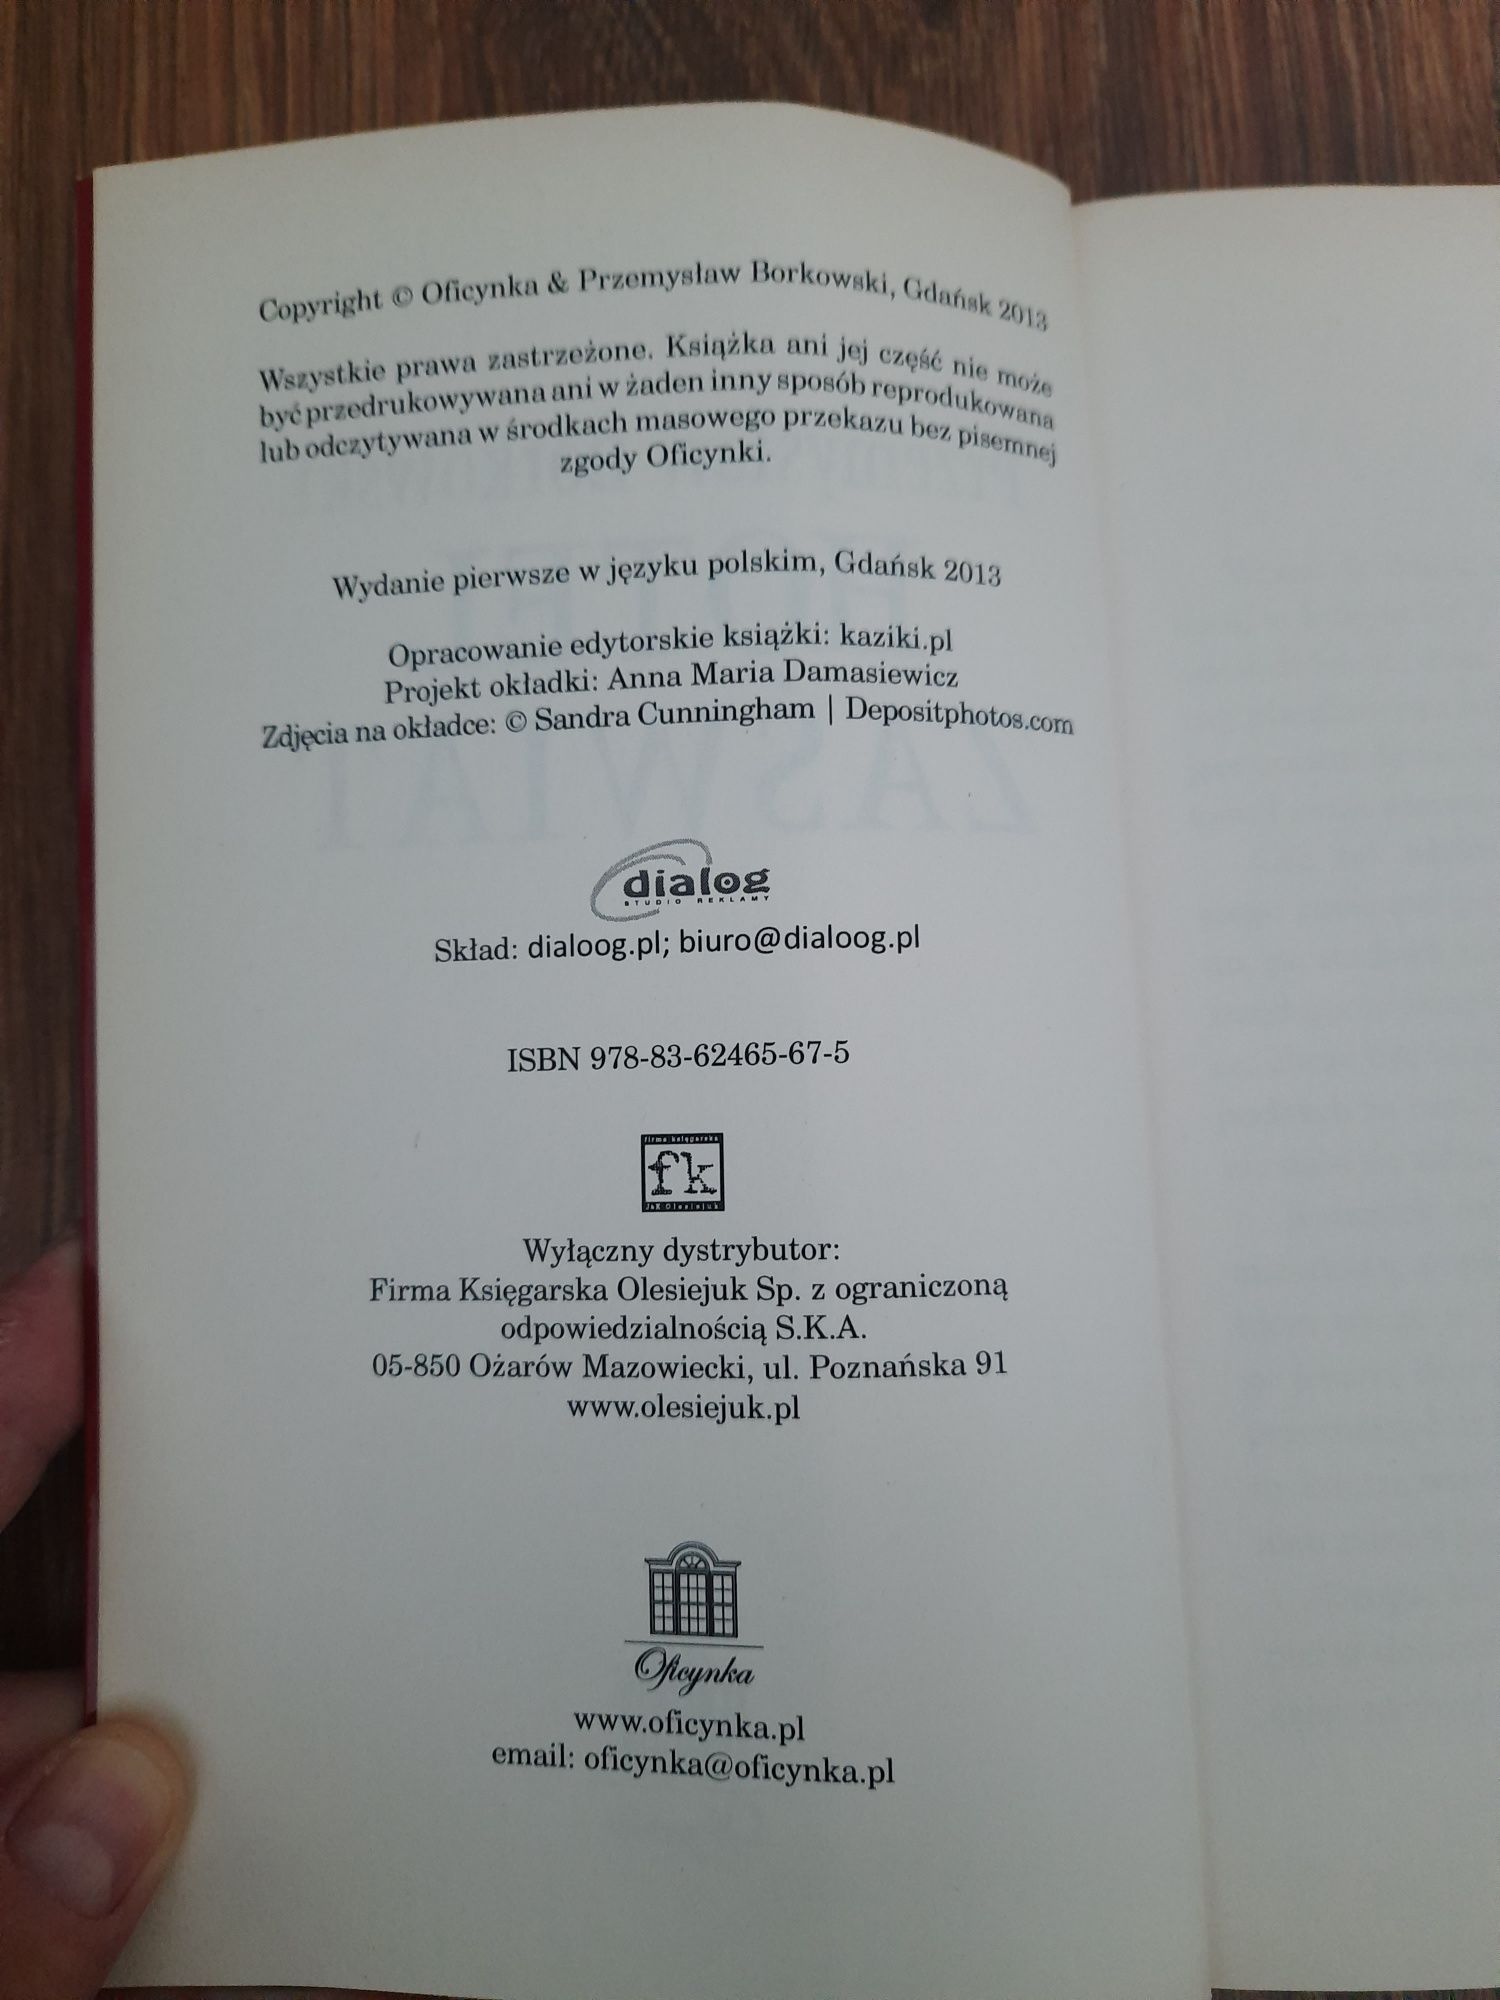 Copyright © Oficynka & Przemysław Borkowski, Gdańsk 2013
Wszystkie prawa zastrzeżone. Książka ani jej część nie może
być przedrukowywana ani w żaden inny sposób reprodukowana
lub odczytywana w środkach masowego przekazu bez pisemnej
zgody Oficynki.
Wydanie pierwsze w języku polskim, Gdańsk 2013
Opracowanie edytorskie książki: kaziki.pl
Projekt okładki: Anna Maria Damasiewicz
Zdjęcia na okładce: © Sandra Cunningham | Depositphotos.com
dialog
STUDIO REKLAMY
Skład: dialoog.pl; biuro@dialoog.pl
ISBN 978-83-62465-67-5
firma księgarska
fk
J&K Olesiejuk
Wyłączny dystrybutor:
Firma Księgarska Olesiejuk Sp. z ograniczoną
odpowiedzialnością S.K.A.
05-850 Ożarów Mazowiecki, ul. Poznańska 91
www.olesiejuk.pl
Oficynka
www.oficynka.pl
email: oficynka@oficynka.pl